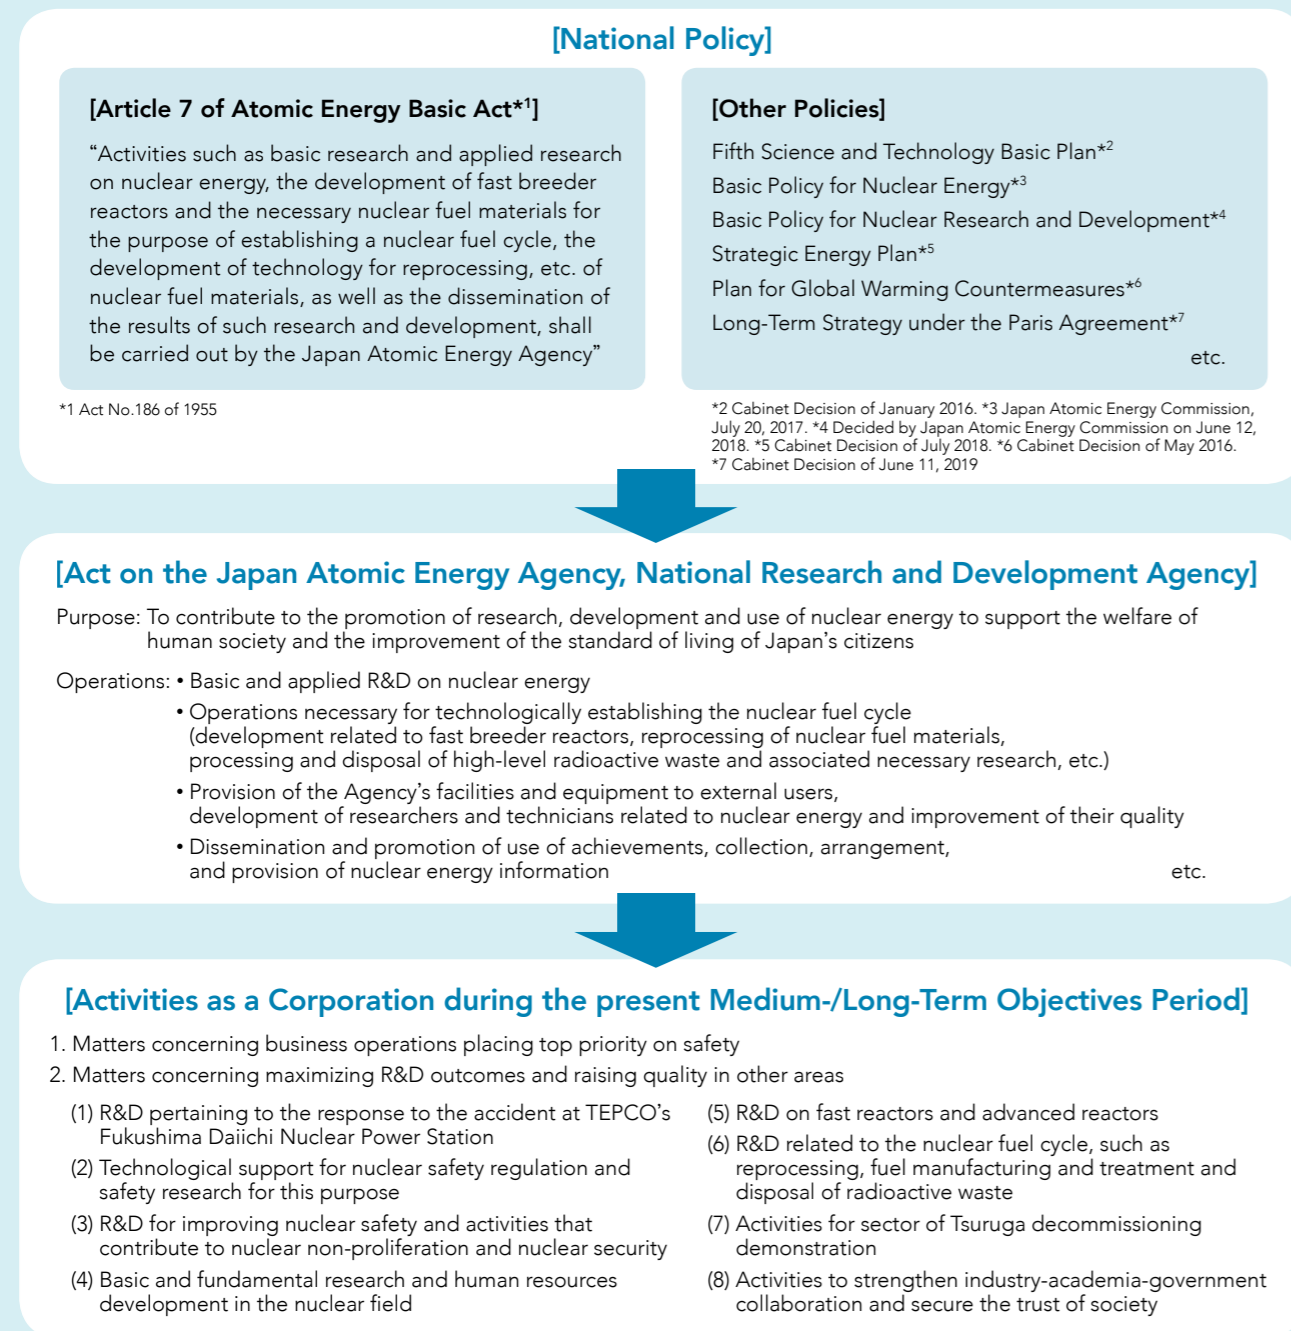 [National Policy]
[Article 7 of Atomic Energy Basic Act*1]
“Activities such as basic research and applied research
on nuclear energy, the development of fast breeder
reactors and the necessary nuclear fuel materials for
the purpose of establishing a nuclear fuel cycle, the
development of technology for reprocessing, etc. of
nuclear fuel materials, as well as the dissemination of
the results of such research and development, shall
be carried out by the Japan Atomic Energy Agency”
*1 Act No.186 of 1955
[Other Policies]
Fifth Science and Technology Basic Plan*2
Basic Policy for Nuclear Energy*3
Basic Policy for Nuclear Research and Development*4
Strategic Energy Plan*5
Plan for Global Warming Countermeasures*6
Long-Term Strategy under the Paris Agreement*7
etc.
*2 Cabinet Decision of January 2016. *3 Japan Atomic Energy Commission,
July 20, 2017. *4 Decided by Japan Atomic Energy Commission on June 12,
2018. *5 Cabinet Decision of July 2018. *6 Cabinet Decision of May 2016.
*7 Cabinet Decision of June 11, 2019
[Act on the Japan Atomic Energy Agency, National Research and Development Agency]
Purpose: To contribute to the promotion of research, development and use of nuclear energy to support the welfare of
human society and the improvement of the standard of living of Japan’s citizens
Operations: • Basic and applied R&D on nuclear energy
• Operations necessary for technologically establishing the nuclear fuel cycle
(development related to fast breeder reactors, reprocessing of nuclear fuel materials,
processing and disposal of high-level radioactive waste and associated necessary research, etc.)
• Provision of the Agency’s facilities and equipment to external users,
development of researchers and technicians related to nuclear energy and improvement of their quality
• Dissemination and promotion of use of achievements, collection, arrangement,
and provision of nuclear energy information etc.
[Activities as a Corporation during the present Medium-/Long-Term Objectives Period]
1. Matters concerning business operations placing top priority on safety
2. Matters concerning maximizing R&D outcomes and raising quality in other areas
(1) R&D pertaining to the response to the accident at TEPCO’s
Fukushima Daiichi Nuclear Power Station
(2) Technological support for nuclear safety regulation and
safety research for this purpose
(3) R&D for improving nuclear safety and activities that
contribute to nuclear non-proliferation and nuclear security
(4) Basic and fundamental research and human resources
development in the nuclear field
(5) R&D on fast reactors and advanced reactors
(6) R&D related to the nuclear fuel cycle, such as
reprocessing, fuel manufacturing and treatment and
disposal of radioactive waste
(7) Activities for sector of Tsuruga decommissioning
demonstration
(8) Activities to strengthen industry-academia-government
collaboration and secure the trust of society